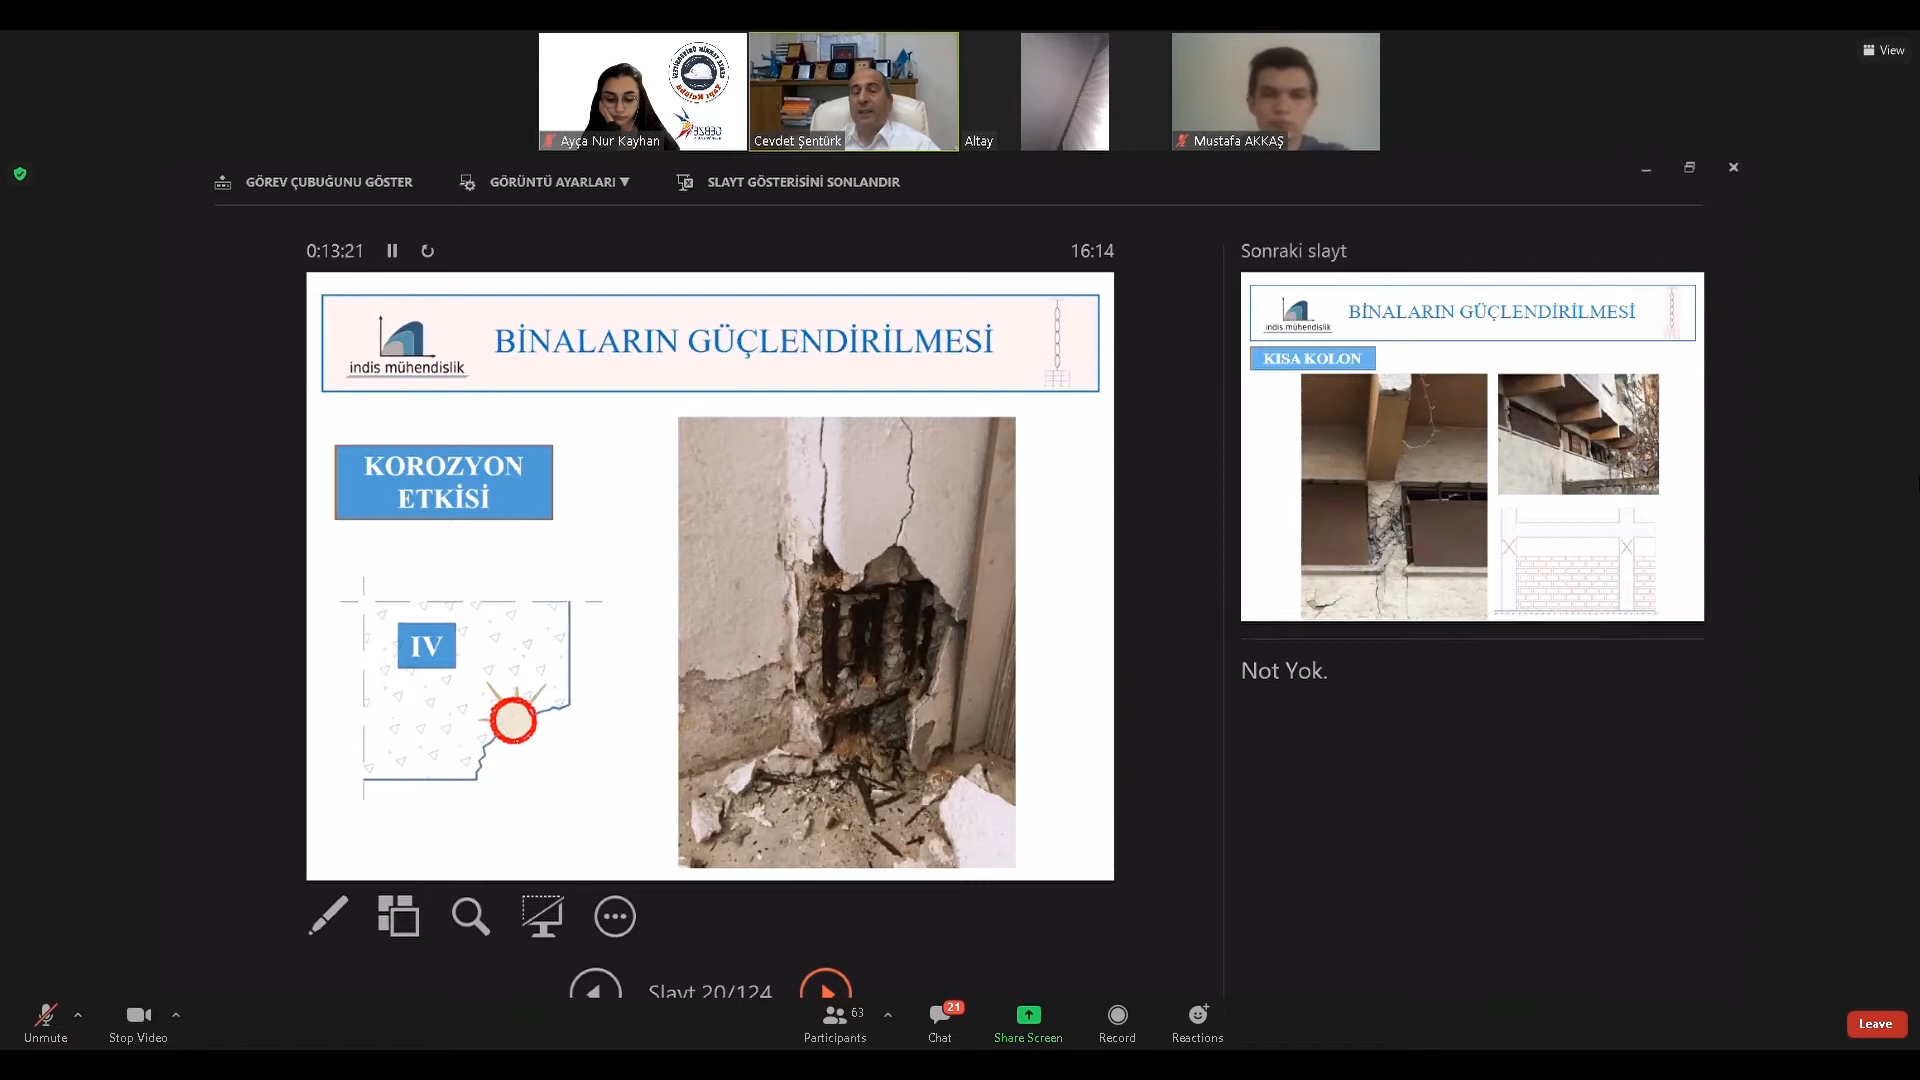 View
Ayça Nur Kayhan
Cevdet Şentürk
Altay
Mustafa AKKAŞ
GÖREV ÇUBUĞUNU GÖSTER
GÖRÜNTÜ AYARLARI ▼
SLAYT GÖSTERİSİNİ SONLANDIR
0:13:21
16:14
indis mühendislik
BİNALARIN GÜÇLENDİRİLMESİ
KOROZYON
ETKİSİ
IV
Sonraki slayt
indis mühendislik
BİNALARIN GÜÇLENDİRİLMESİ
KISA KOLON
Not Yok.
Slayt 20/124
Unmute
Stop Video
63
Participants
21
Chat
Share Screen
Record
Reactions
Leave